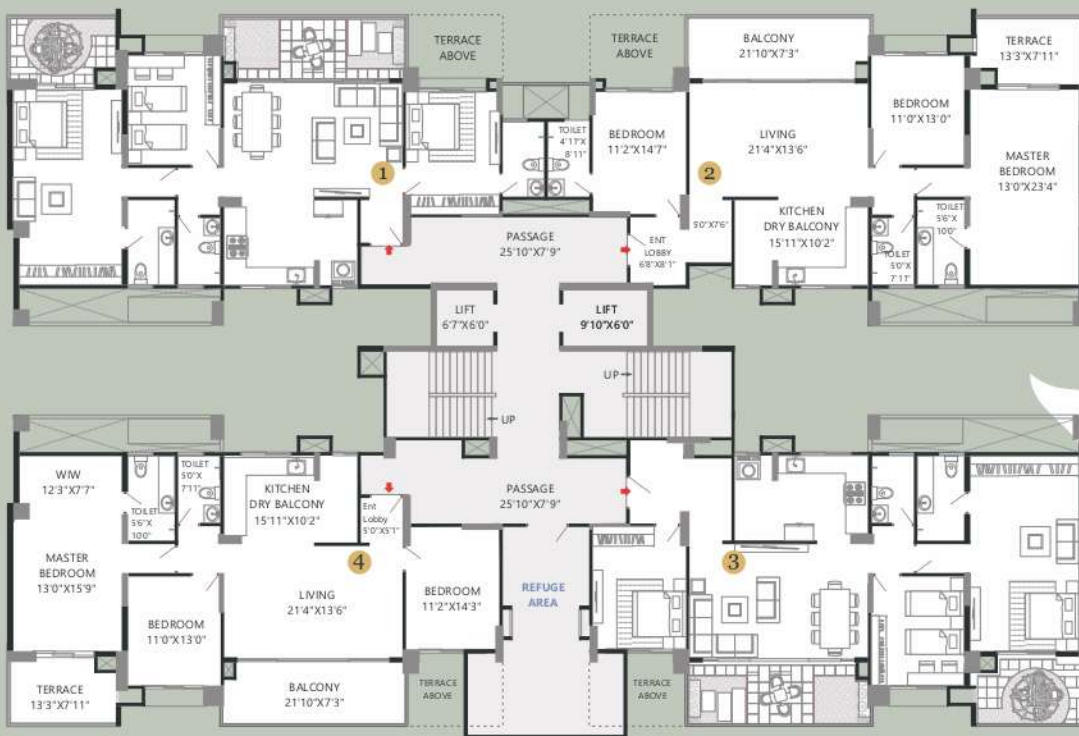 TERRACE
ABOVE
TERRACE
ABOVE
BALCONY
21'10"X7'3"
TERRACE
13'3"X7'11"
BEDROOM
11'0"X13'0"
TOILET
4'11"X
8'11"
BEDROOM
11'2"X14'7"
LIVING
21'4"X13'6"
MASTER
BEDROOM
13'0"X23'4"
1
2
KITCHEN
DRY BALCONY
15'11"X10'2"
TOILET
5'6"X
10'0"
5'0"X7'6"
PASSAGE
25'10"X7'9"
ENT
LOBBY
6'8"X8'1"
TOILET
5'0"X
7'11"
LIFT
6'7"X6'0"
LIFT
9'10"X6'0"
UP
UP
WIW
12'3"X7'7"
TOILET
5'0"X
7'11"
KITCHEN
DRY BALCONY
15'11"X10'2"
PASSAGE
25'10"X7'9"
TOILET
5'6"X
10'0"
Ent
Lobby
5'0"X5'1"
MASTER
BEDROOM
13'0"X15'9"
4
3
LIVING
21'4"X13'6"
BEDROOM
11'2"X14'3"
REFUGE
AREA
BEDROOM
11'0"X13'0"
TERRACE
13'3"X7'11"
BALCONY
21'10"X7'3"
TERRACE
ABOVE
TERRACE
ABOVE